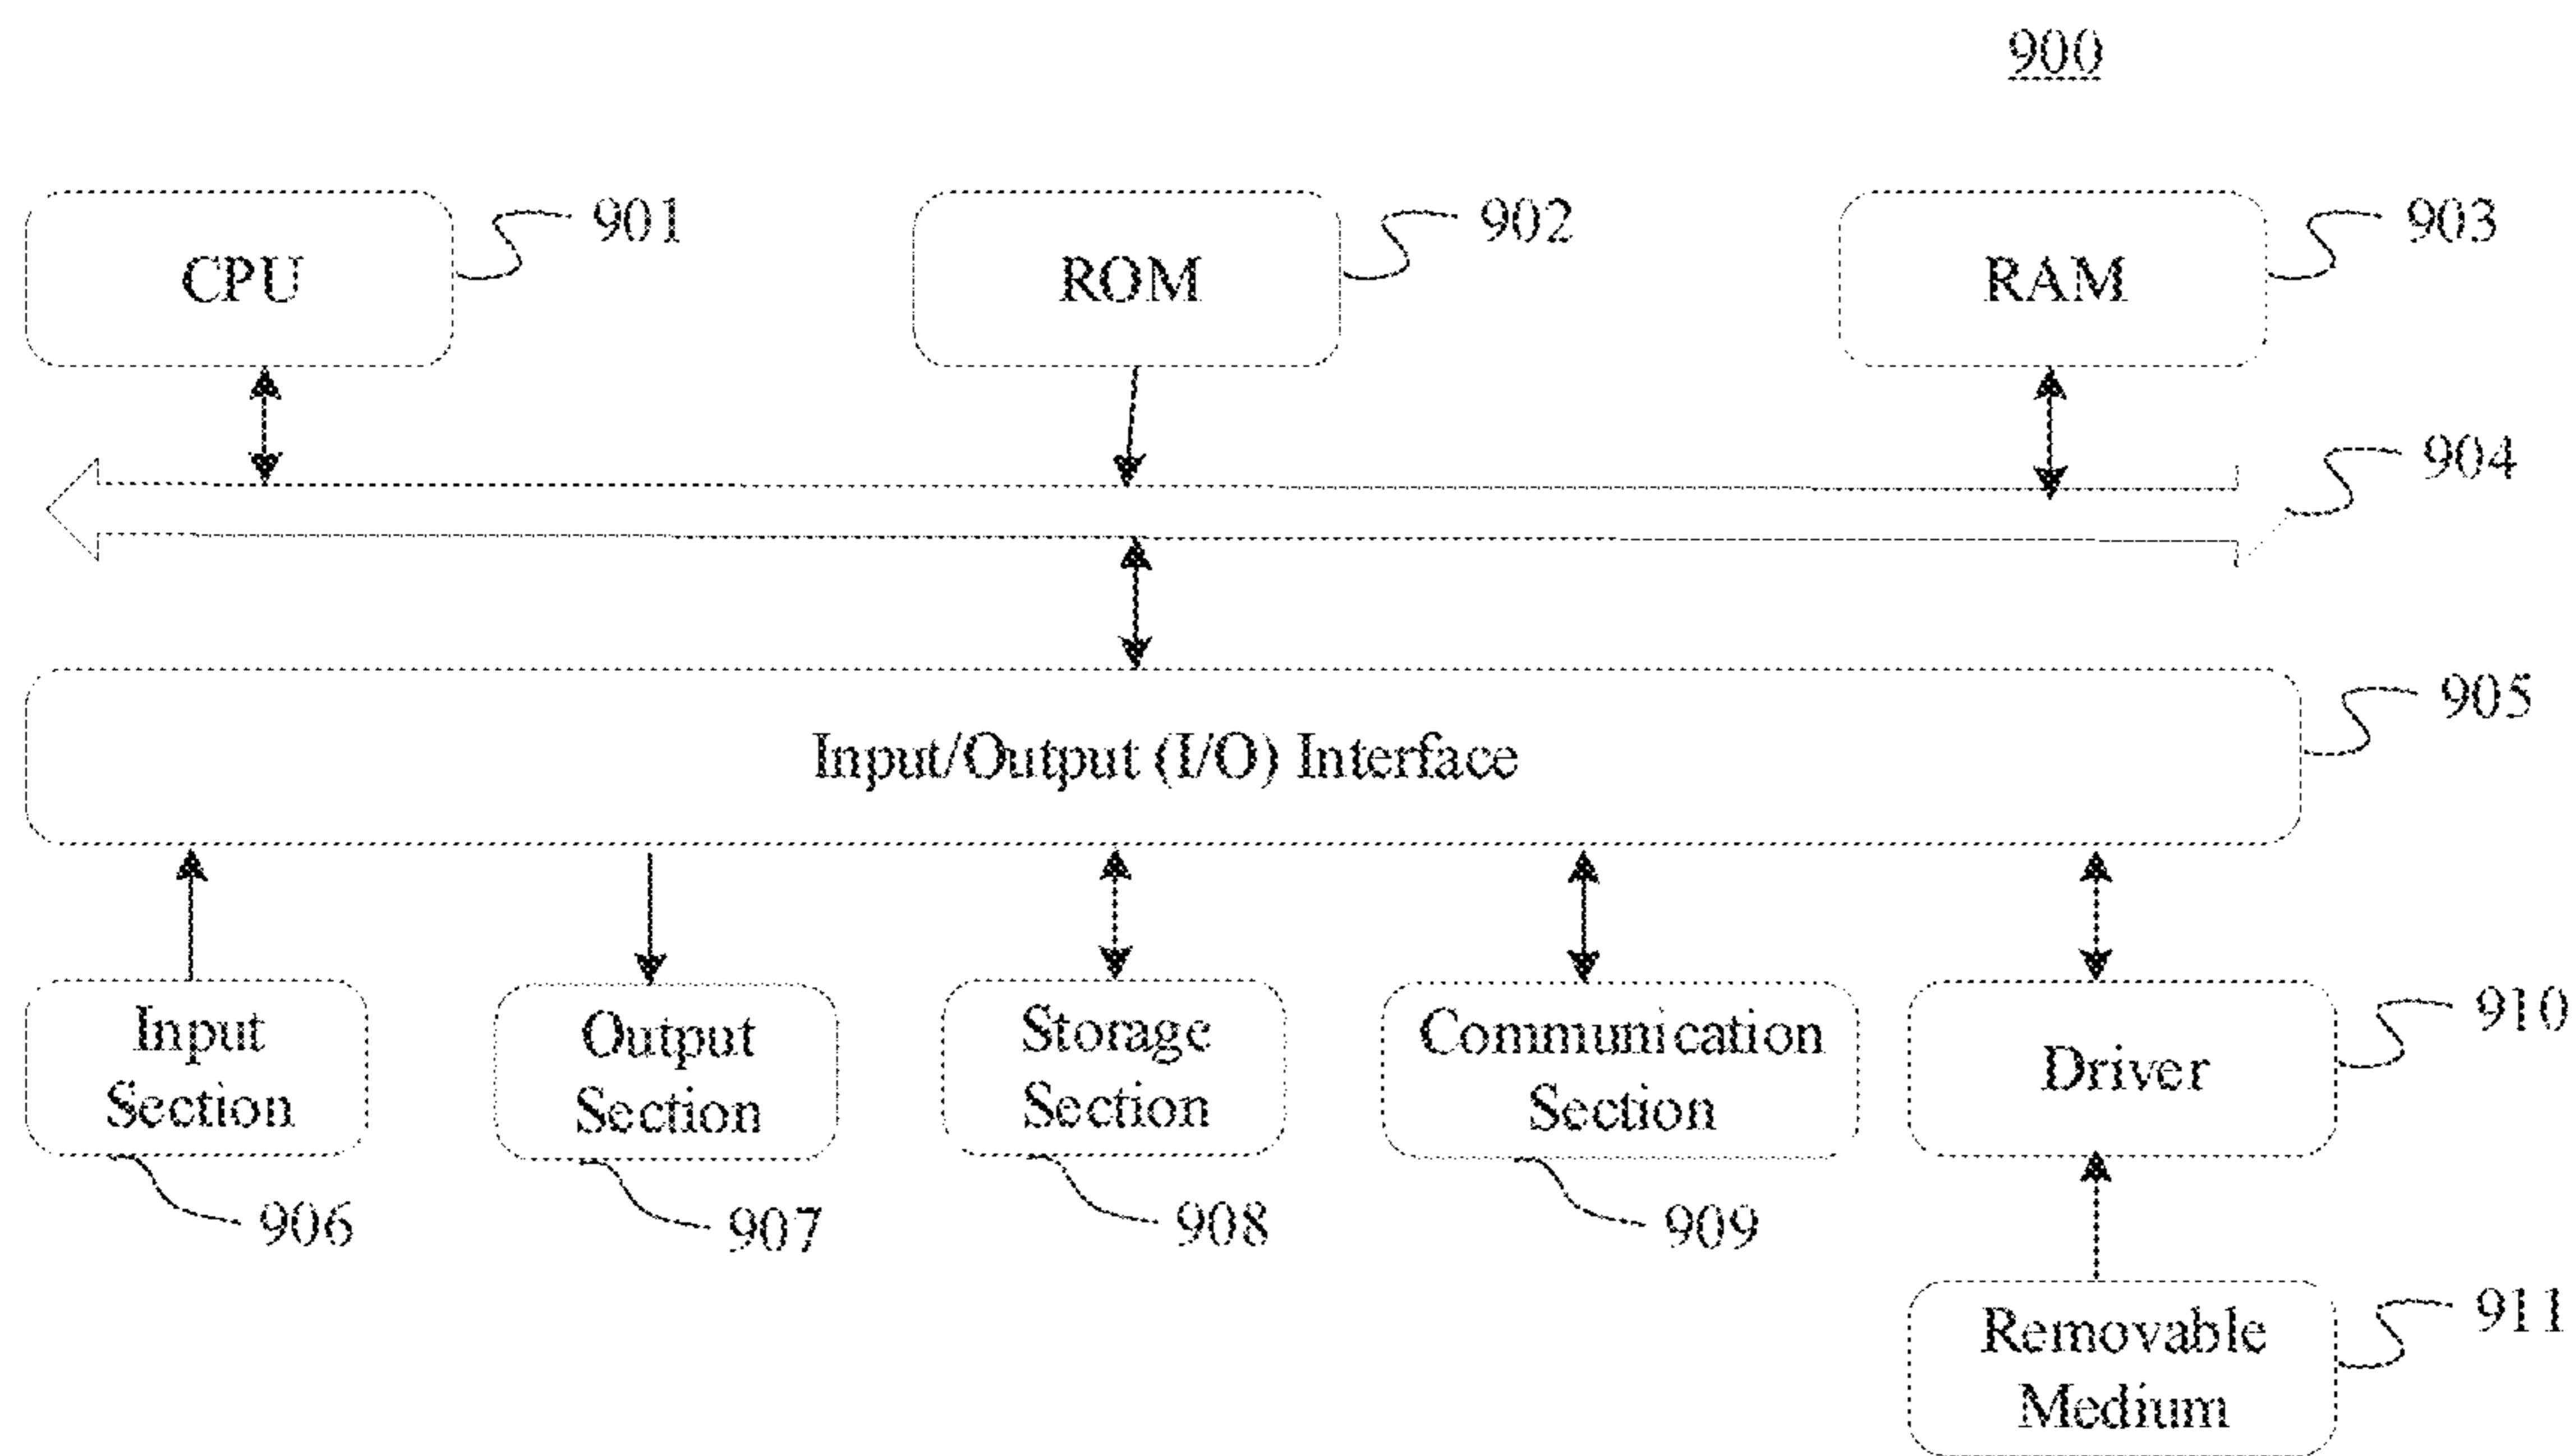 900
901
902
903
CPU
ROM
RAM
904
905
Input/Output (I/O) Interface
Input
Section
Output
Section
Storage
Section
Communication
Section
Driver
910
906
907
908
909
911
Removable
Medium